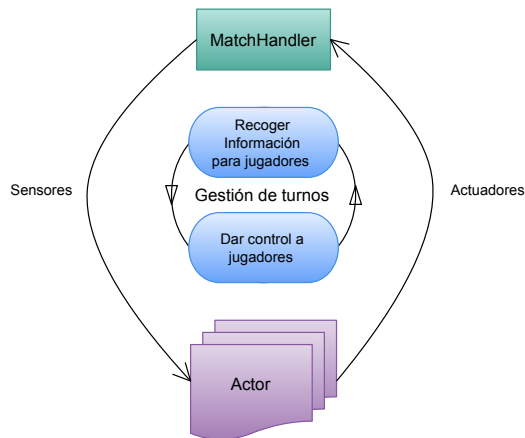 MatchHandler
Recoger
Información
para jugadores
Sensores
Gestión de turnos
Actuadores
Dar control a
jugadores
Actor